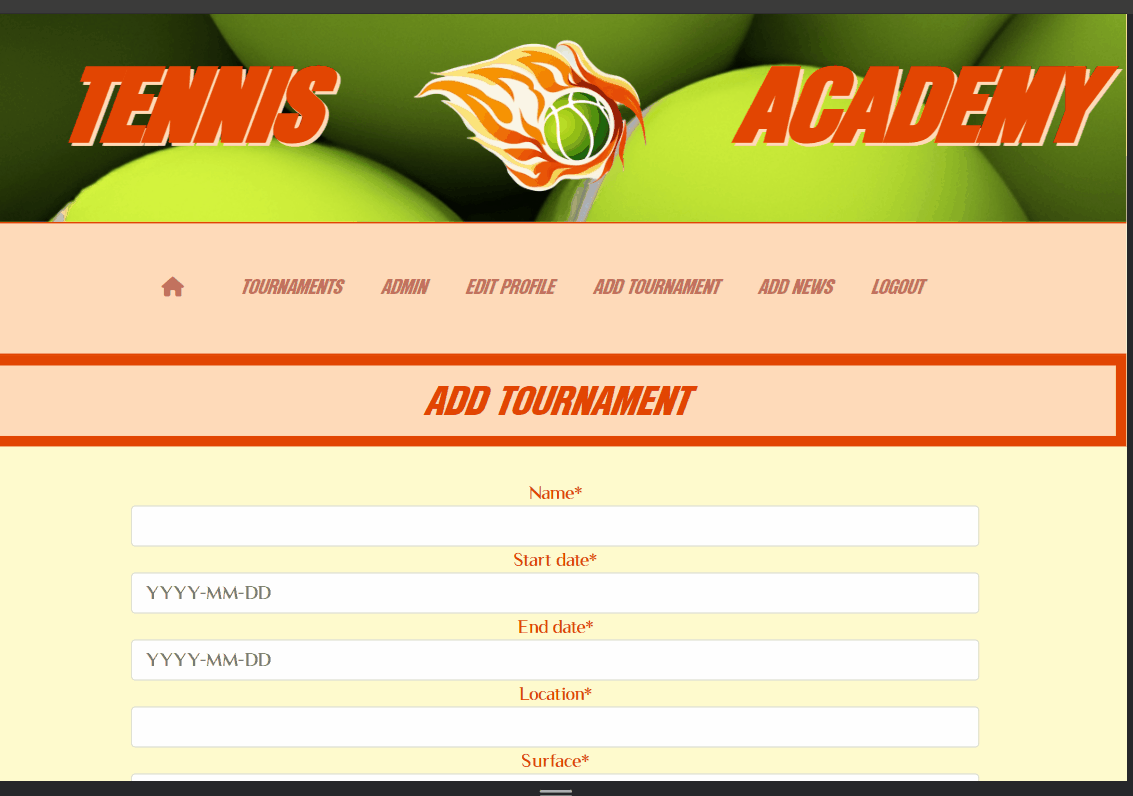 TENNIS ACADEMY
TOURNAMENTS ADMIN EDIT PROFILE ADD TOURNAMENT ADD NEWS LOGOUT
ADD TOURNAMENT
Name*
Start date*
YYYY-MM-DD
End date*
YYYY-MM-DD
Location*
Surface*